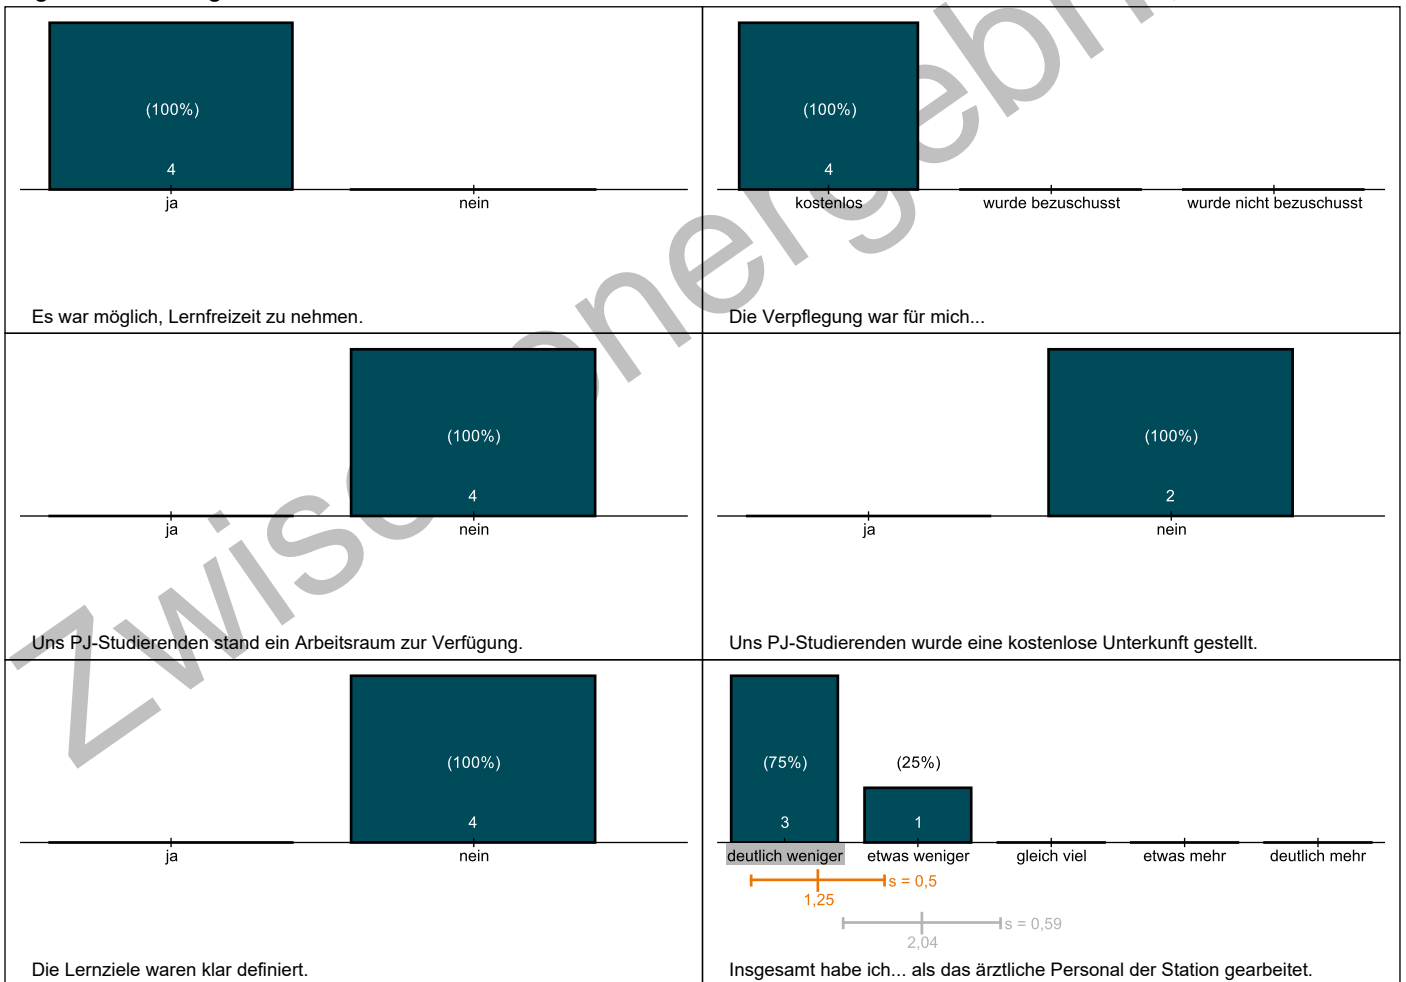 (100%)
4
ja
nein
Es war möglich, Lernfreizeit zu nehmen.
(100%)
4
kostenlos
wurde bezuschusst
wurde nicht bezuschusst
Die Verpflegung war für mich...
(100%)
4
ja
nein
Uns PJ-Studierenden stand ein Arbeitsraum zur Verfügung.
(100%)
2
ja
nein
Uns PJ-Studierenden wurde eine kostenlose Unterkunft gestellt.
(100%)
4
ja
nein
Die Lernziele waren klar definiert.
(75%)
(25%)
3
1
deutlich weniger
etwas weniger
gleich viel
etwas mehr
deutlich mehr
s = 0,5
1,25
s = 0,59
2,04
Insgesamt habe ich... als das ärztliche Personal der Station gearbeitet.